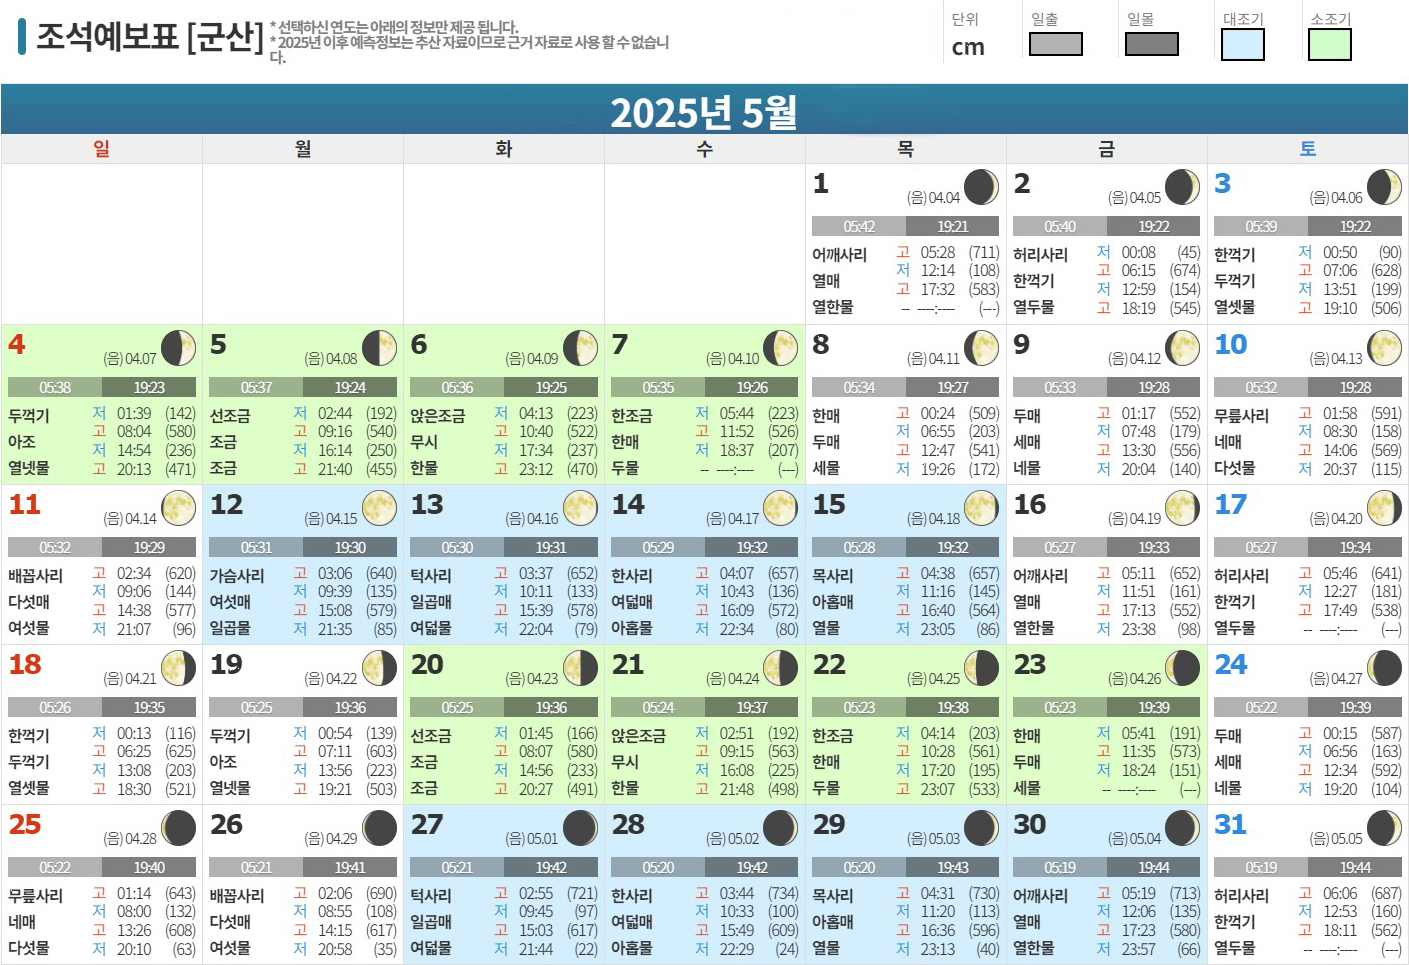 조석예보표 [군산]
* 선택하신 연도는 아래의 정보만 제공 됩니다.
* 2025년 이후 예측정보는 추산 자료이므로 근거 자료로 사용 할 수 없습니
다.
단위 일출 일몰 대조기 소조기
cm
2025년 5월
일 월 화 수 목 금 토
1 (음) 04.04
05:42 19:21
어깨사리 고 05:28 (711)
저 12:14 (108)
열매 고 17:32 (583)
열한물 -- ----:---- (---)
2 (음) 04.05
05:40 19:22
허리사리 저 00:08 (45)
고 06:15 (674)
한꺽기 저 12:59 (154)
열두물 고 18:19 (545)
3 (음) 04.06
05:39 19:22
한꺽기 저 00:50 (90)
고 07:06 (628)
두꺽기 저 13:51 (199)
열셋물 고 19:10 (506)
4 (음) 04.07
05:38 19:23
두꺽기 저 01:39 (142)
고 08:04 (580)
아조 저 14:54 (236)
열넷물 고 20:13 (471)
5 (음) 04.08
05:37 19:24
선조금 저 02:44 (192)
고 09:16 (540)
조금 저 16:14 (250)
조금 고 21:40 (455)
6 (음) 04.09
05:36 19:25
앉은조금 저 04:13 (223)
고 10:40 (522)
무시 저 17:34 (237)
한물 고 23:12 (470)
7 (음) 04.10
05:35 19:26
한조금 저 05:44 (223)
고 11:52 (526)
한매 저 18:37 (207)
두물 -- ----:---- (---)
8 (음) 04.11
05:34 19:27
한매 고 00:24 (509)
저 06:55 (203)
두매 고 12:47 (541)
세물 저 19:26 (172)
9 (음) 04.12
05:33 19:28
두매 고 01:17 (552)
저 07:48 (179)
세매 고 13:30 (556)
네물 저 20:04 (140)
10 (음) 04.13
05:32 19:28
무릎사리 고 01:58 (591)
저 08:30 (158)
네매 고 14:06 (569)
다섯물 저 20:37 (115)
11 (음) 04.14
05:32 19:29
배꼽사리 고 02:34 (620)
저 09:06 (144)
다섯매 고 14:38 (577)
여섯물 저 21:07 (96)
12 (음) 04.15
05:31 19:30
가슴사리 고 03:06 (640)
저 09:39 (135)
여섯매 고 15:08 (579)
일곱물 저 21:35 (85)
13 (음) 04.16
05:30 19:31
턱사리 고 03:37 (652)
저 10:11 (133)
일곱매 고 15:39 (578)
여덟물 저 22:04 (79)
14 (음) 04.17
05:29 19:32
한사리 고 04:07 (657)
저 10:43 (136)
여덟매 고 16:09 (572)
아홉물 저 22:34 (80)
15 (음) 04.18
05:28 19:32
목사리 고 04:38 (657)
저 11:16 (145)
아홉매 고 16:40 (564)
열물 저 23:05 (86)
16 (음) 04.19
05:27 19:33
어깨사리 고 05:11 (652)
저 11:51 (161)
열매 고 17:13 (552)
열한물 저 23:38 (98)
17 (음) 04.20
05:27 19:34
허리사리 고 05:46 (641)
저 12:27 (181)
한꺽기 고 17:49 (538)
열두물 -- ----:---- (---)
18 (음) 04.21
05:26 19:35
한꺽기 저 00:13 (116)
고 06:25 (625)
두꺽기 저 13:08 (203)
열셋물 고 18:30 (521)
19 (음) 04.22
05:25 19:36
두꺽기 저 00:54 (139)
고 07:11 (603)
아조 저 13:56 (223)
열넷물 고 19:21 (503)
20 (음) 04.23
05:25 19:36
선조금 저 01:45 (166)
고 08:07 (580)
조금 저 14:56 (233)
조금 고 20:27 (491)
21 (음) 04.24
05:24 19:37
앉은조금 저 02:51 (192)
고 09:15 (563)
무시 저 16:08 (225)
한물 고 21:48 (498)
22 (음) 04.25
05:23 19:38
한조금 저 04:14 (203)
고 10:28 (561)
한매 저 17:20 (195)
두물 고 23:07 (533)
23 (음) 04.26
05:23 19:39
한매 저 05:41 (191)
고 11:35 (573)
두매 저 18:24 (151)
세물 -- ----:---- (---)
24 (음) 04.27
05:22 19:39
두매 고 00:15 (587)
저 06:56 (163)
세매 고 12:34 (592)
네물 저 19:20 (104)
25 (음) 04.28
05:22 19:40
무릎사리 고 01:14 (643)
저 08:00 (132)
네매 고 13:26 (608)
다섯물 저 20:10 (63)
26 (음) 04.29
05:21 19:41
배꼽사리 고 02:06 (690)
저 08:55 (108)
다섯매 고 14:15 (617)
여섯물 저 20:58 (35)
27 (음) 05.01
05:21 19:42
턱사리 고 02:55 (721)
저 09:45 (97)
일곱매 고 15:03 (617)
여덟물 저 21:44 (22)
28 (음) 05.02
05:20 19:42
한사리 고 03:44 (734)
저 10:33 (100)
여덟매 고 15:49 (609)
아홉물 저 22:29 (24)
29 (음) 05.03
05:20 19:43
목사리 고 04:31 (730)
저 11:20 (113)
아홉매 고 16:36 (596)
열물 저 23:13 (40)
30 (음) 05.04
05:19 19:44
어깨사리 고 05:19 (713)
저 12:06 (135)
열매 고 17:23 (580)
열한물 저 23:57 (66)
31 (음) 05.05
05:19 19:44
허리사리 고 06:06 (687)
저 12:53 (160)
한꺽기 고 18:11 (562)
열두물 -- ----:---- (---)